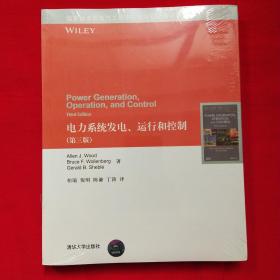 WILEY
Power Generation,
Operation, and Control
Third Edition
电力系统发电、运行和控制
(第三版)
Allen J. Wood
Bruce F. Wollenberg 著
Gerald B. Sheblé
清华大学出版社